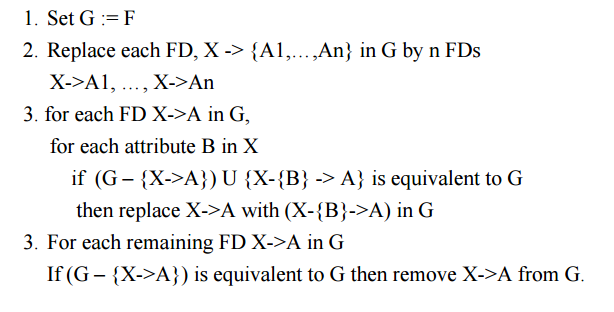 1. Set G := F
2. Replace each FD, X -> {A1,…,An} in G by n FDs
X->A1, …, X->An
3. for each FD X->A in G,
for each attribute B in X
if (G – {X->A}) U {X-{B} -> A} is equivalent to G
then replace X->A with (X-{B}->A) in G
3. For each remaining FD X->A in G
If (G – {X->A}) is equivalent to G then remove X->A from G.